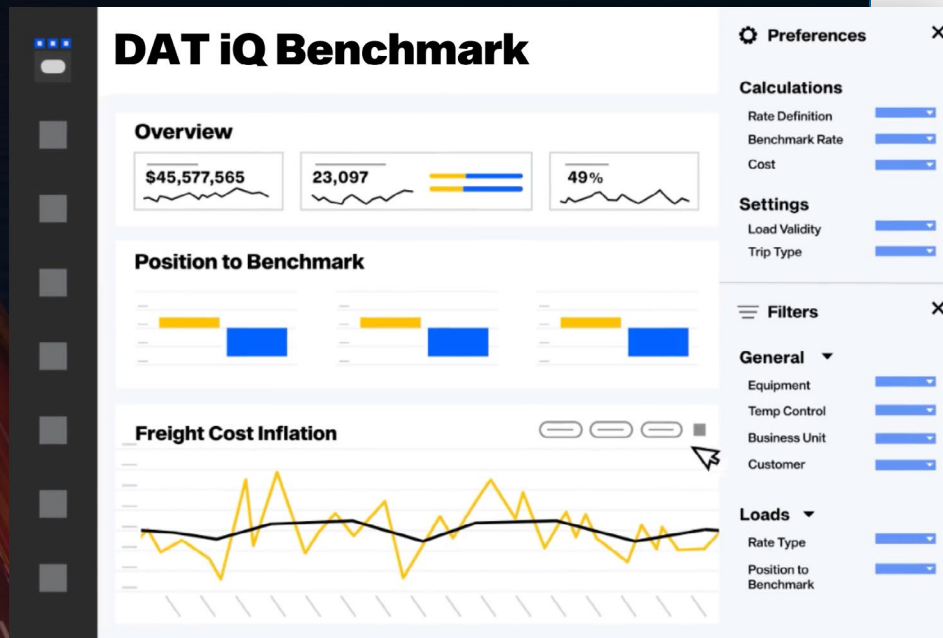 DAT iQ Benchmark
Overview
$45,577,565
23,097
49%
Position to Benchmark
Freight Cost Inflation
Preferences
Calculations
Rate Definition
Benchmark Rate
Cost
Settings
Load Validity
Trip Type
Filters
General
Equipment
Temp Control
Business Unit
Customer
Loads
Rate Type
Position to
Benchmark